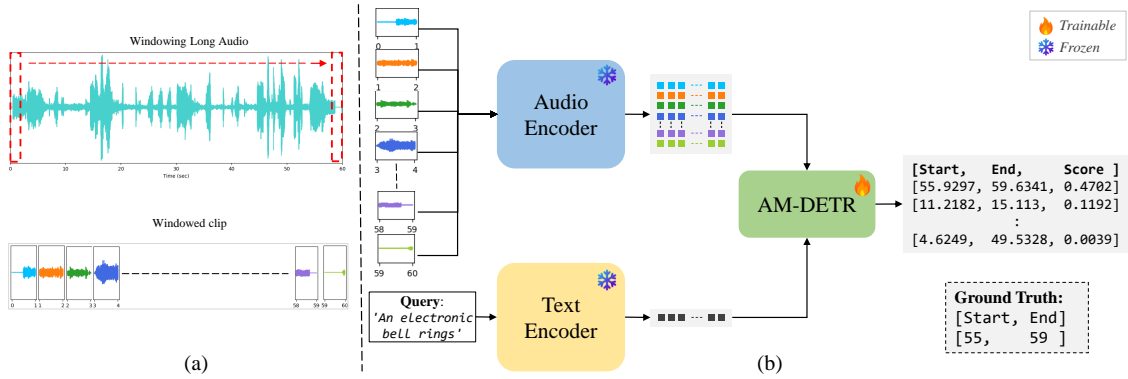 Windowing Long Audio
0 10 20 30 40 50 60
Time (sec)
Windowed clip
0 1 1 2 2 3 3 4 58 59 59 60
(a)
0 1
1 2
2 3
3 4
58 59
59 60
Query:
'An electronic
bell rings'
Audio
Encoder
Text
Encoder
AM-DETR
Trainable
Frozen
[Start, End, Score ]
[55.9297, 59.6341, 0.4702]
[11.2182, 15.113, 0.1192]
:
[4.6249, 49.5328, 0.0039]
Ground Truth:
[Start, End]
[55, 59 ]
(b)